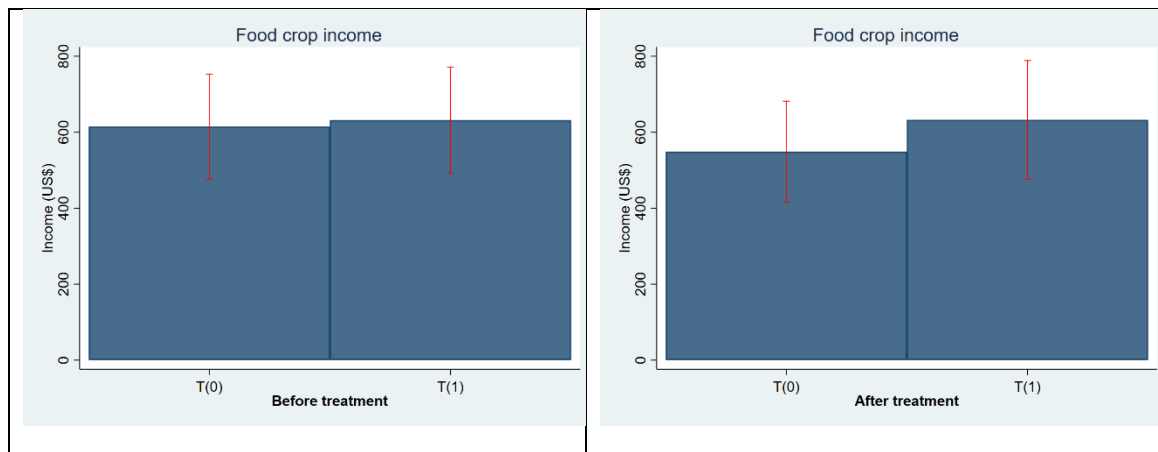 Food crop income
800
600
400
200
0
Income (US$)
T(0)
T(1)
Before treatment
Food crop income
800
600
400
200
0
Income (US$)
T(0)
T(1)
After treatment